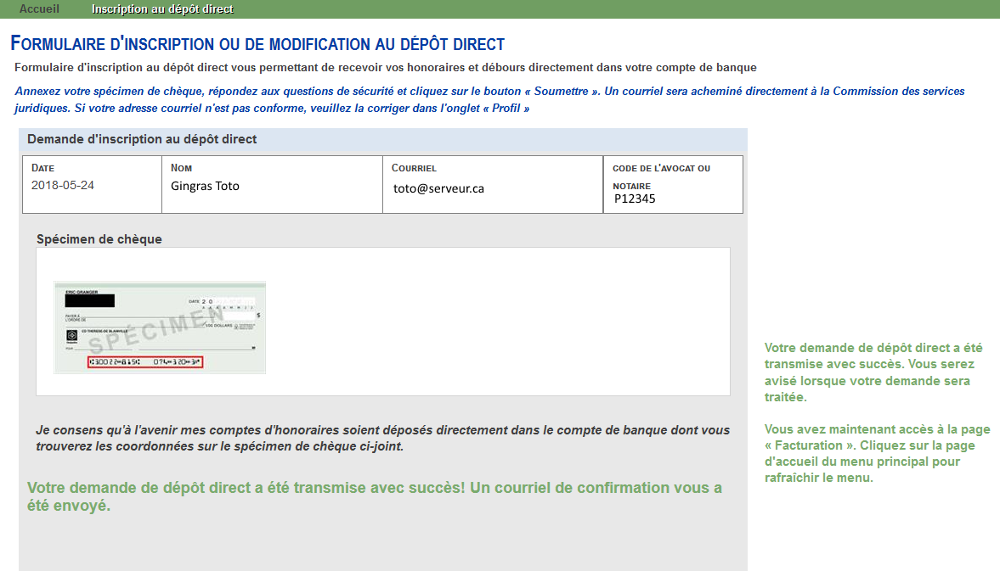 Accueil Inscription au dépôt direct
FORMULAIRE D'INSCRIPTION OU DE MODIFICATION AU DÉPÔT DIRECT
Formulaire d'inscription au dépôt direct vous permettant de recevoir vos honoraires et débours directement dans votre compte de banque
Annexez votre spécimen de chèque, répondez aux questions de sécurité et cliquez sur le bouton « Soumettre ». Un courriel sera acheminé directement à la Commission des services
juridiques. Si votre adresse courriel n'est pas conforme, veuillez la corriger dans l'onglet « Profil »
Demande d'inscription au dépôt direct
DATE
2018-05-24
NOM
Gingras Toto
COURRIEL
toto@serveur.ca
CODE DE L'AVOCAT OU
NOTAIRE
P12345
Spécimen de chèque
ERIC GRANGER
DATE 2 0
A A A A M M J J
PAYER À
L'ORDRE DE
$
100 DOLLARS
CD THERESE DE BLAINVILLE
POUR
SPÉCIMEN
Je consens qu'à l'avenir mes comptes d'honoraires soient déposés directement dans le compte de banque dont vous
trouverez les coordonnées sur le spécimen de chèque ci-joint.
Votre demande de dépôt direct a été transmise avec succès! Un courriel de confirmation vous a
été envoyé.
Votre demande de dépôt direct a été
transmise avec succès. Vous serez
avisé lorsque votre demande sera
traitée.
Vous avez maintenant accès à la page
« Facturation ». Cliquez sur la page
d'accueil du menu principal pour
rafraîchir le menu.